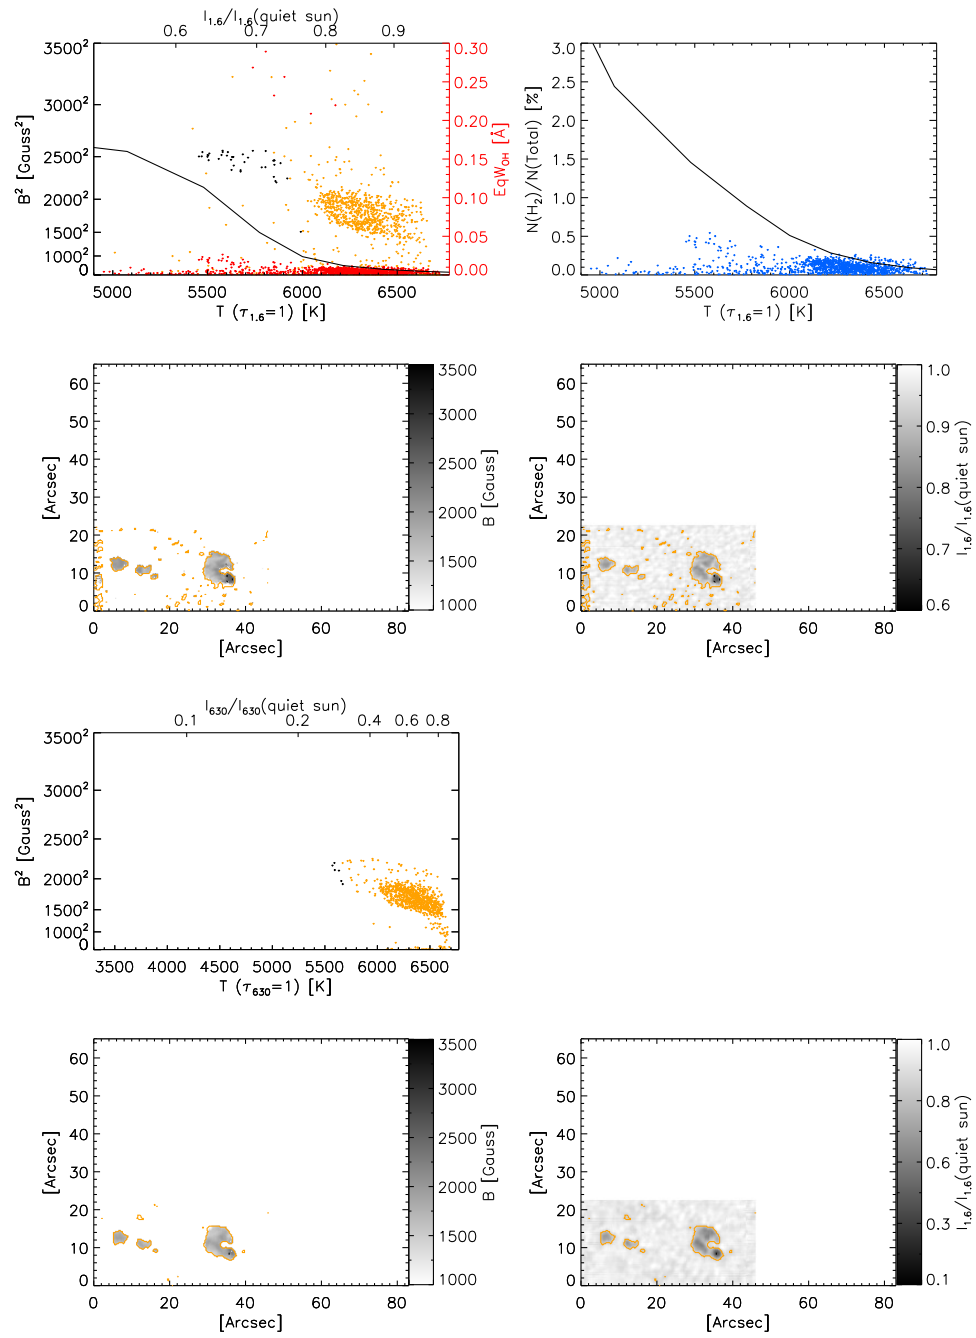 I1.6/I1.6(quiet sun)
0.6 0.7 0.8 0.9
B² [Gauss²]
3500²
3000²
2500²
2000²
1500²
1000²
0
0.30
0.25
0.20
0.15
0.10
0.05
0.00
EqWOH [Å]
5000 5500 6000 6500
T (τ1.6=1) [K]
N(H2)/N(Total) [%]
3.0
2.5
2.0
1.5
1.0
0.5
0.0
5000 5500 6000 6500
T (τ1.6=1) [K]
[Arcsec]
60
50
40
30
20
10
0
0 20 40 60 80
[Arcsec]
3500
3000
2500
2000
1500
1000
B [Gauss]
[Arcsec]
60
50
40
30
20
10
0
0 20 40 60 80
[Arcsec]
1.0
0.9
0.8
0.7
0.6
I1.6/I1.6(quiet sun)
I630/I630(quiet sun)
0.1 0.2 0.4 0.6 0.8
B² [Gauss²]
3500²
3000²
2500²
2000²
1500²
1000²
0
3500 4000 4500 5000 5500 6000 6500
T (τ630=1) [K]
[Arcsec]
60
50
40
30
20
10
0
0 20 40 60 80
[Arcsec]
3500
3000
2500
2000
1500
1000
B [Gauss]
[Arcsec]
60
50
40
30
20
10
0
0 20 40 60 80
[Arcsec]
1.0
0.8
0.6
0.3
0.1
I1.6/I1.6(quiet sun)